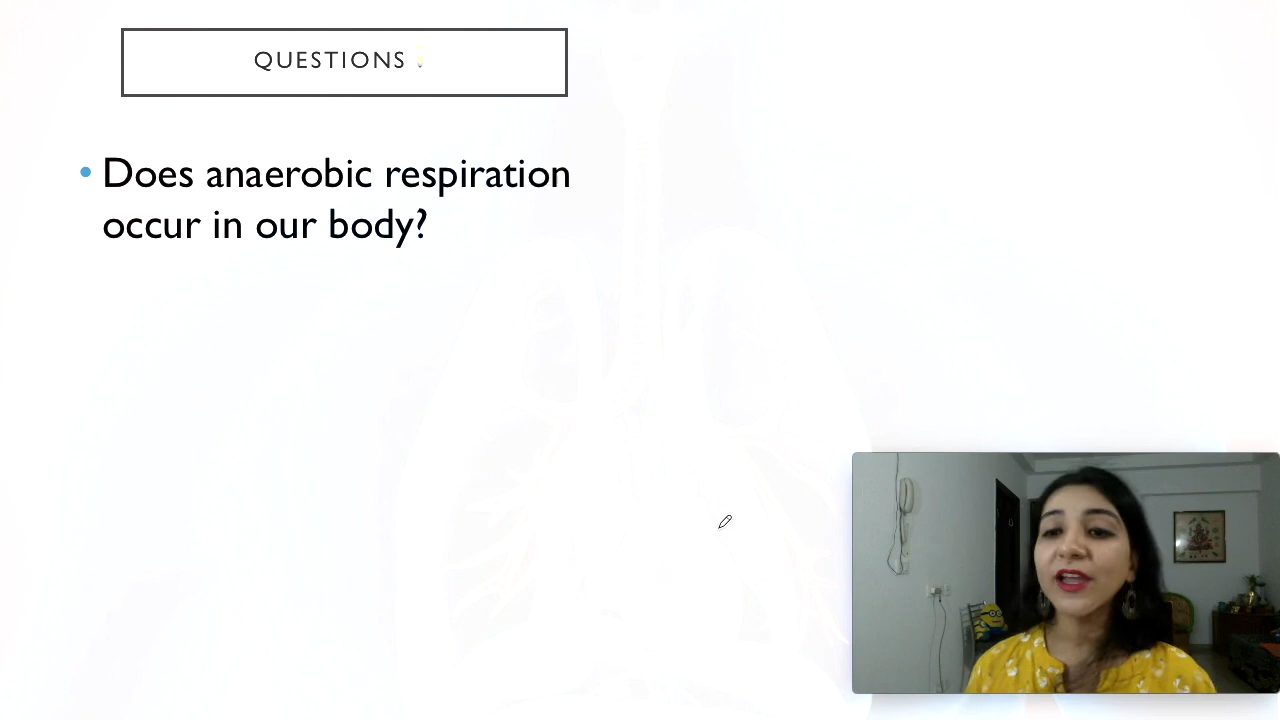 QUESTIONS
• Does anaerobic respiration
occur in our body?